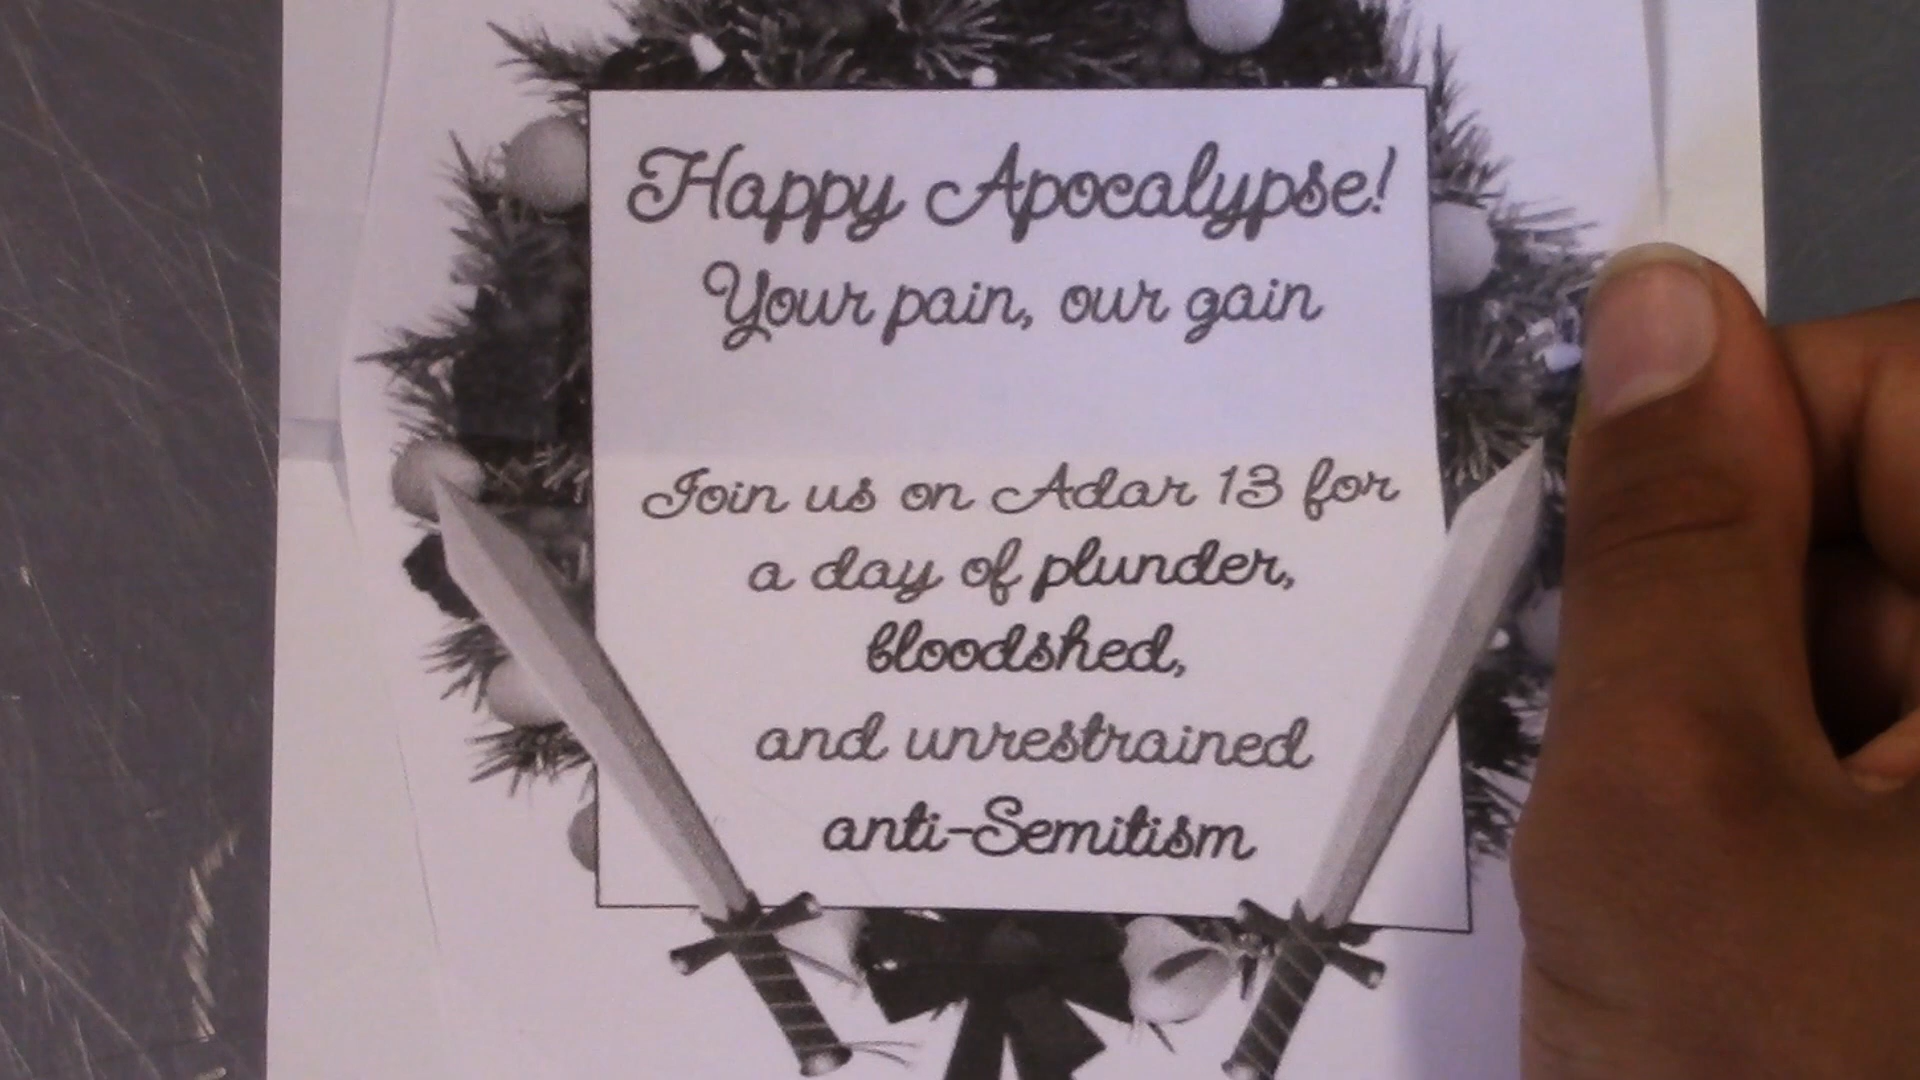 Happy Apocalypse!
Your pain, our gain
Join us on Adar 13 for
a day of plunder,
bloodshed,
and unrestrained
anti-Semitism